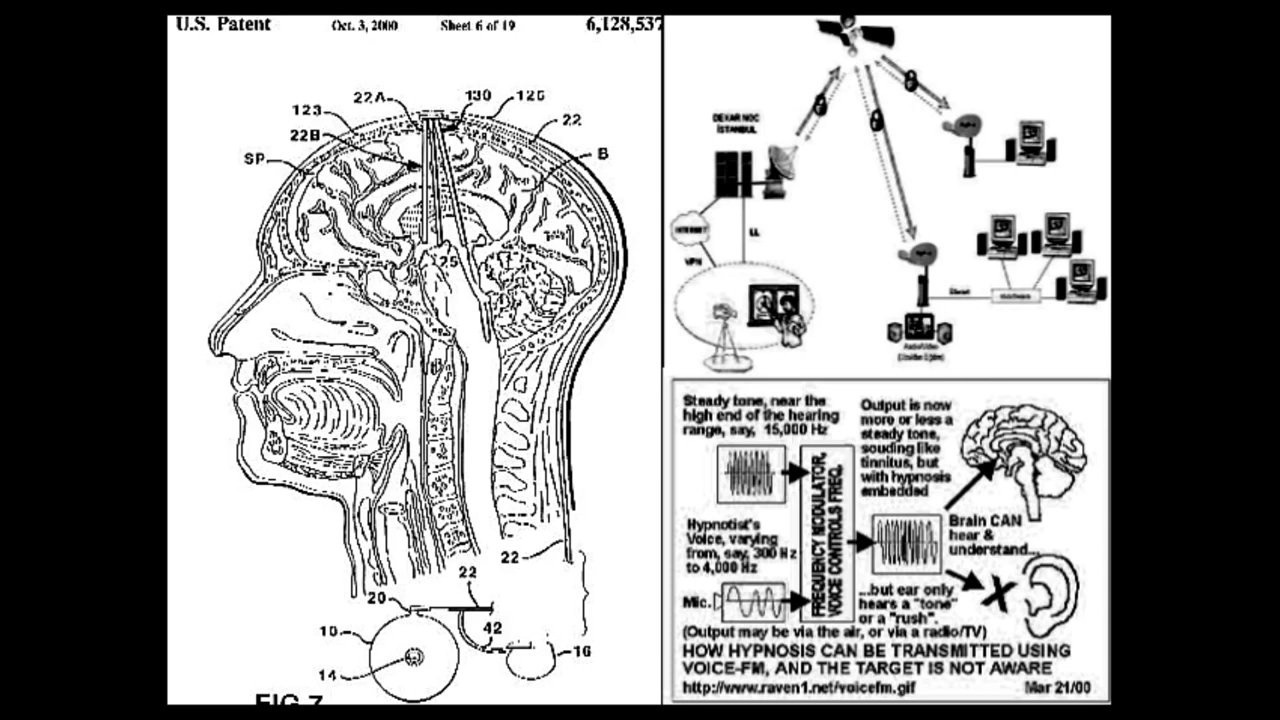 U.S. Patent
Oct. 3, 2000
Sheet 6 of 19
6,128,537
22A
130
126
123
22
22B
B
SP
125
22
22
20
42
10
16
14
FIG 7
DEKAR NOC
İSTANBUL
INTERNET
LL
VPN
Steady tone, near the
high end of the hearing
range, say, 15,000 Hz
Output is now
more or less a
steady tone,
souding like
tinnitus, but
with hypnosis
embedded
FREQUENCY MODULATOR,
VOICE CONTROLS FREQ.
Hypnotist's
Voice, varying
from, say, 300 Hz
to 4,000 Hz
Brain CAN
hear &
understand...
Mic.
...but ear only
hears a "tone"
or a "rush".
(Output may be via the air, or via a radio/TV)
HOW HYPNOSIS CAN BE TRANSMITTED USING
VOICE-FM, AND THE TARGET IS NOT AWARE
http://www.raven1.net/voicefm.gif
Mar 21/00